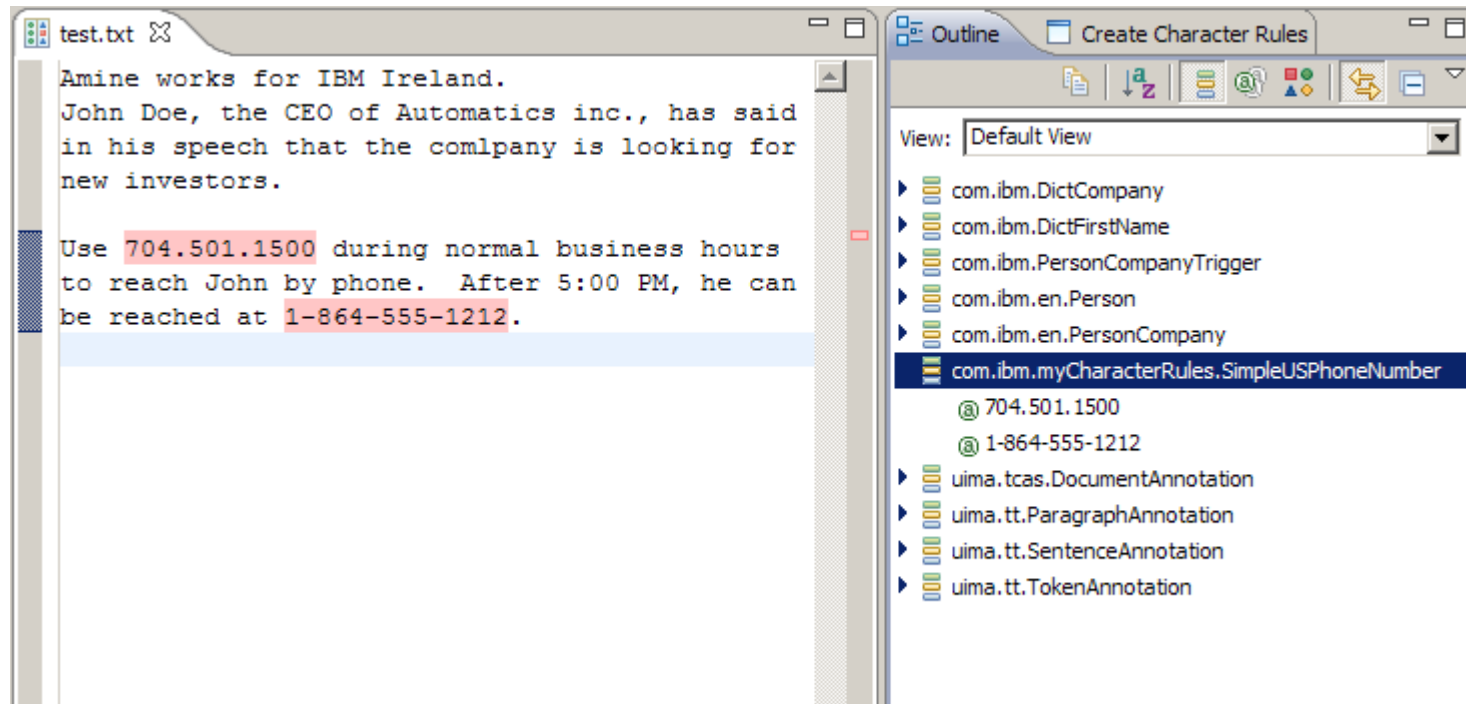 test.txt
Amine works for IBM Ireland.
John Doe, the CEO of Automatics inc., has said
in his speech that the comlpany is looking for
new investors.
Use 704.501.1500 during normal business hours
to reach John by phone.  After 5:00 PM, he can
be reached at 1-864-555-1212.
Outline
Create Character Rules
View: Default View
com.ibm.DictCompany
com.ibm.DictFirstName
com.ibm.PersonCompanyTrigger
com.ibm.en.Person
com.ibm.en.PersonCompany
com.ibm.myCharacterRules.SimpleUSPhoneNumber
704.501.1500
1-864-555-1212
uima.tcas.DocumentAnnotation
uima.tt.ParagraphAnnotation
uima.tt.SentenceAnnotation
uima.tt.TokenAnnotation